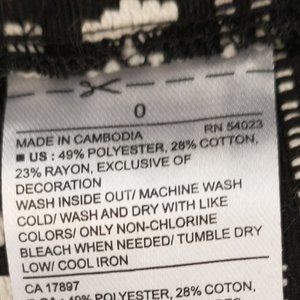 0
MADE IN CAMBODIA RN 54023
■ US : 49% POLYESTER, 28% COTTON,
23% RAYON, EXCLUSIVE OF
DECORATION
WASH INSIDE OUT/ MACHINE WASH
COLD/ WASH AND DRY WITH LIKE
COLORS/ ONLY NON-CHLORINE
BLEACH WHEN NEEDED/ TUMBLE DRY
LOW/ COOL IRON
CA 17897
CA : 49% POLYESTER, 28% COTTON,